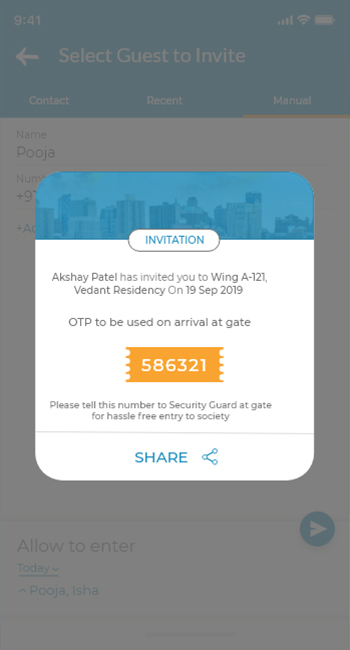 9:41
Select Guest to Invite
Contact Recent Manual
Name
Pooja
INVITATION
Akshay Patel has invited you to Wing A-121,
Vedant Residency On 19 Sep 2019
OTP to be used on arrival at gate
586321
Please tell this number to Security Guard at gate
for hassle free entry to society
SHARE
Allow to enter
Today
Pooja, Isha